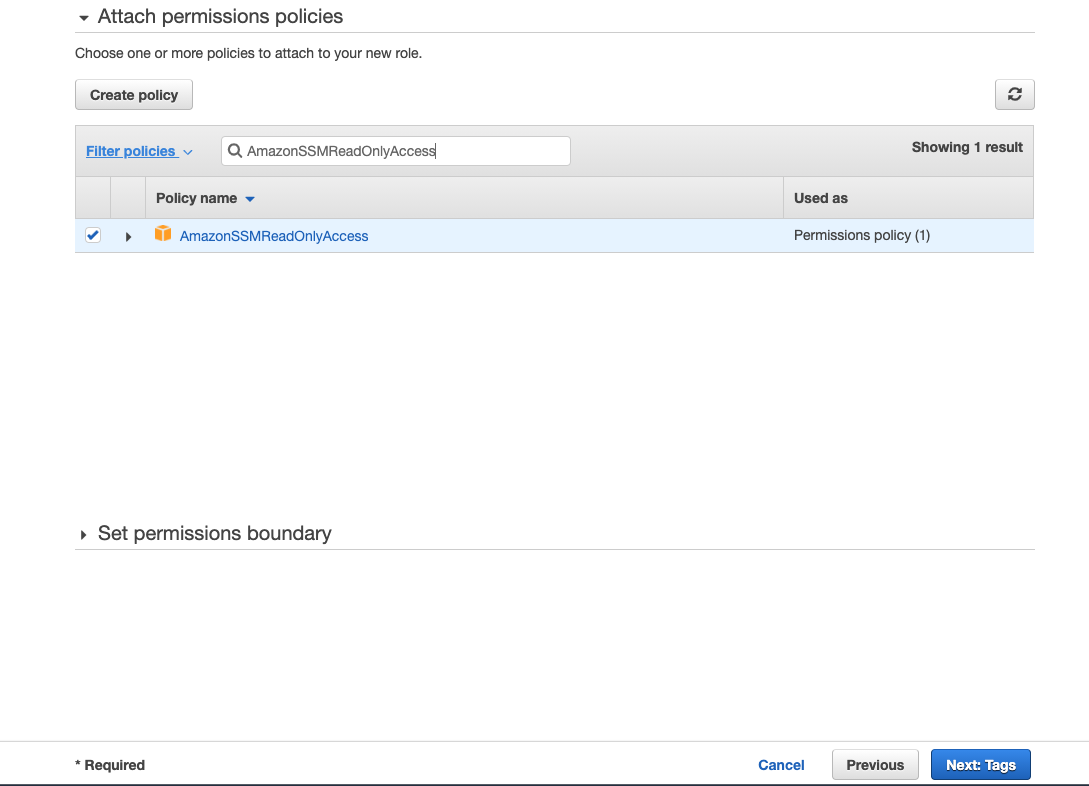 Attach permissions policies
Choose one or more policies to attach to your new role.
Create policy
Filter policies AmazonSSMReadOnlyAccess Showing 1 result
Policy name Used as
AmazonSSMReadOnlyAccess Permissions policy (1)
Set permissions boundary
* Required Cancel Previous Next: Tags